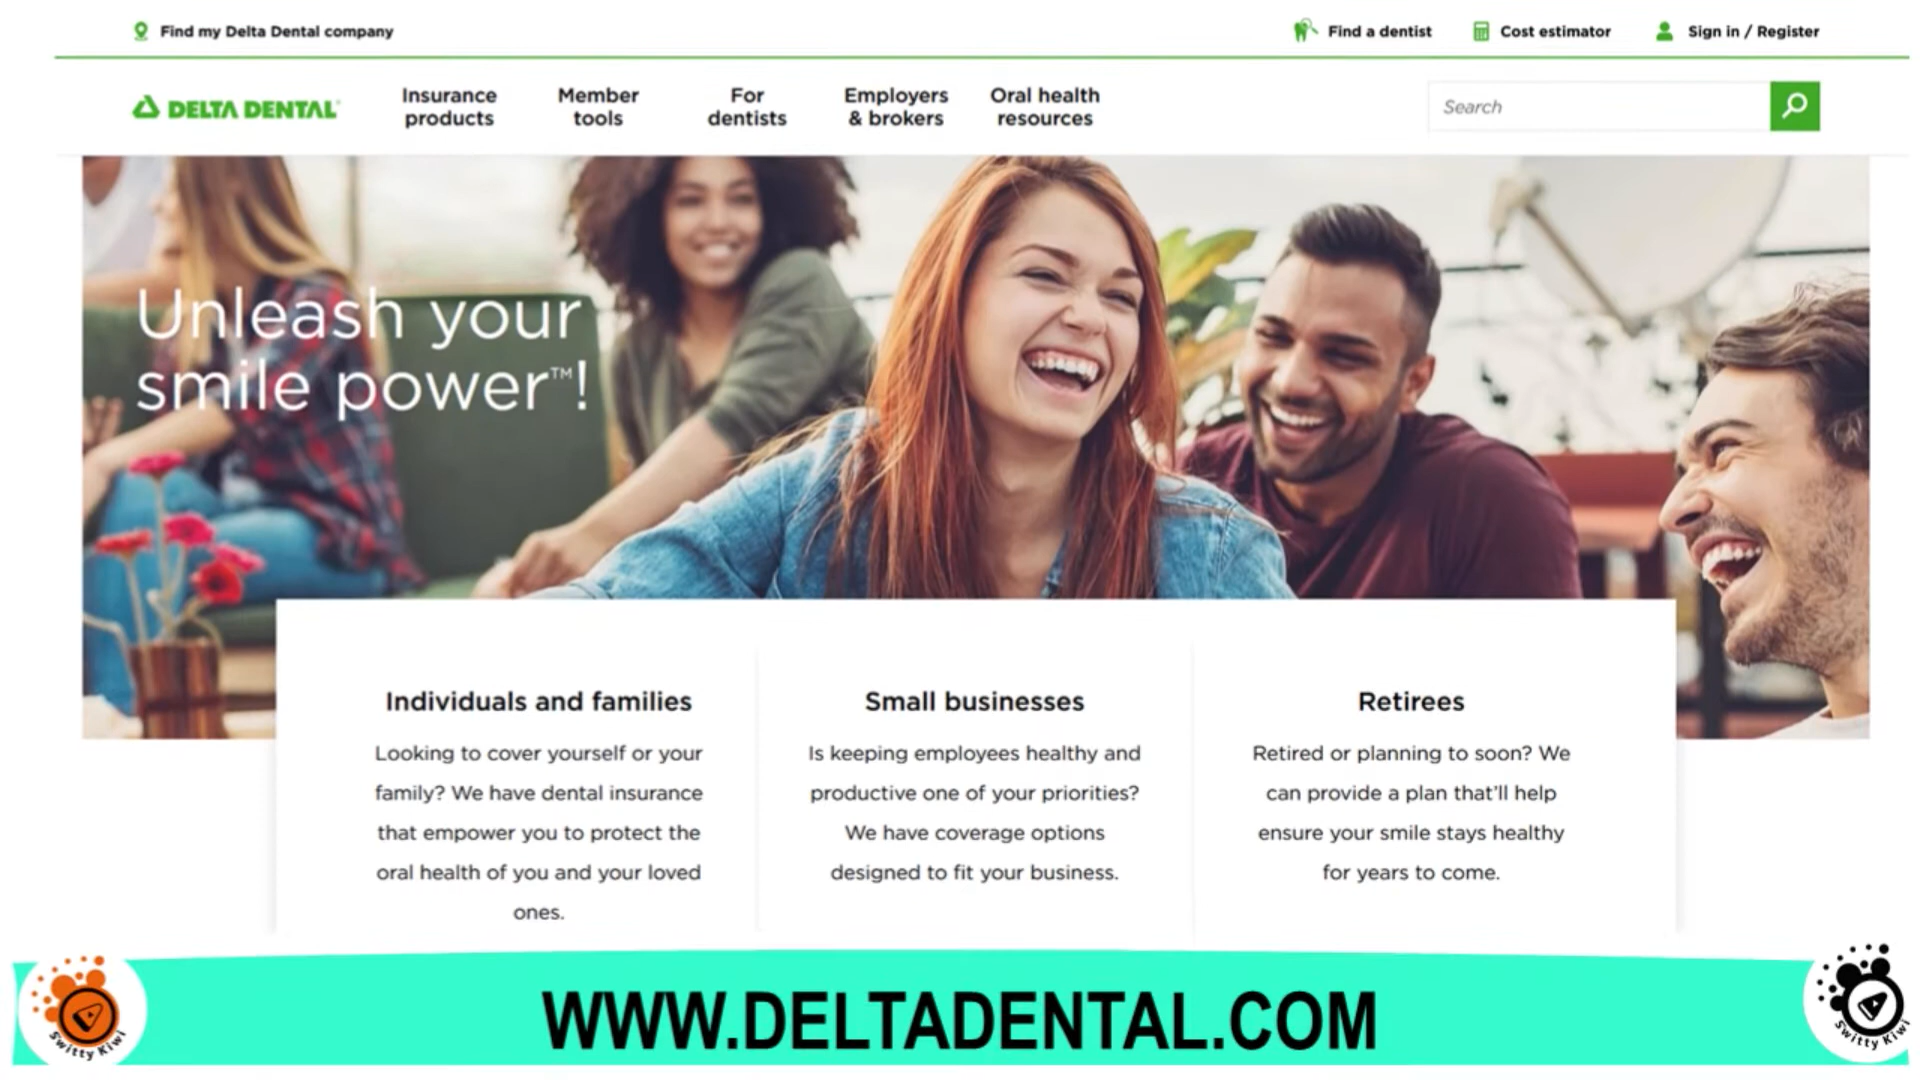 Find my Delta Dental company
Find a dentist
Cost estimator
Sign in / Register
DELTA DENTAL
Insurance
products
Member
tools
For
dentists
Employers
& brokers
Oral health
resources
Search
Unleash your
smile power™!
Individuals and families
Looking to cover yourself or your
family? We have dental insurance
that empower you to protect the
oral health of you and your loved
ones.
Small businesses
Is keeping employees healthy and
productive one of your priorities?
We have coverage options
designed to fit your business.
Retirees
Retired or planning to soon? We
can provide a plan that'll help
ensure your smile stays healthy
for years to come.
Switty Kiwi
WWW.DELTADENTAL.COM
Switty Kiwi